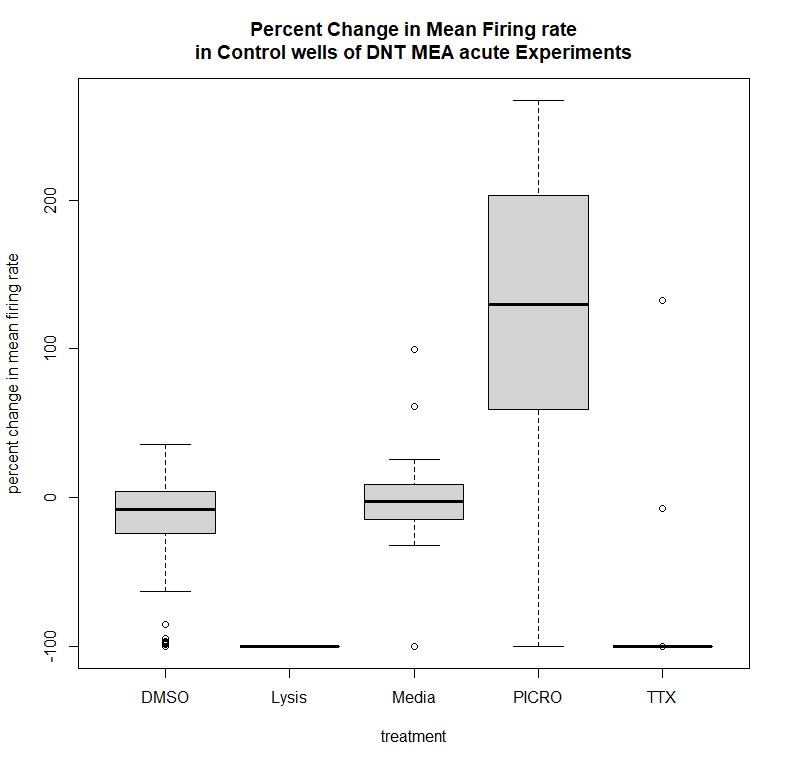 Percent Change in Mean Firing rate
in Control wells of DNT MEA acute Experiments
percent change in mean firing rate
200
100
0
-100
DMSO Lysis Media PICRO TTX
treatment